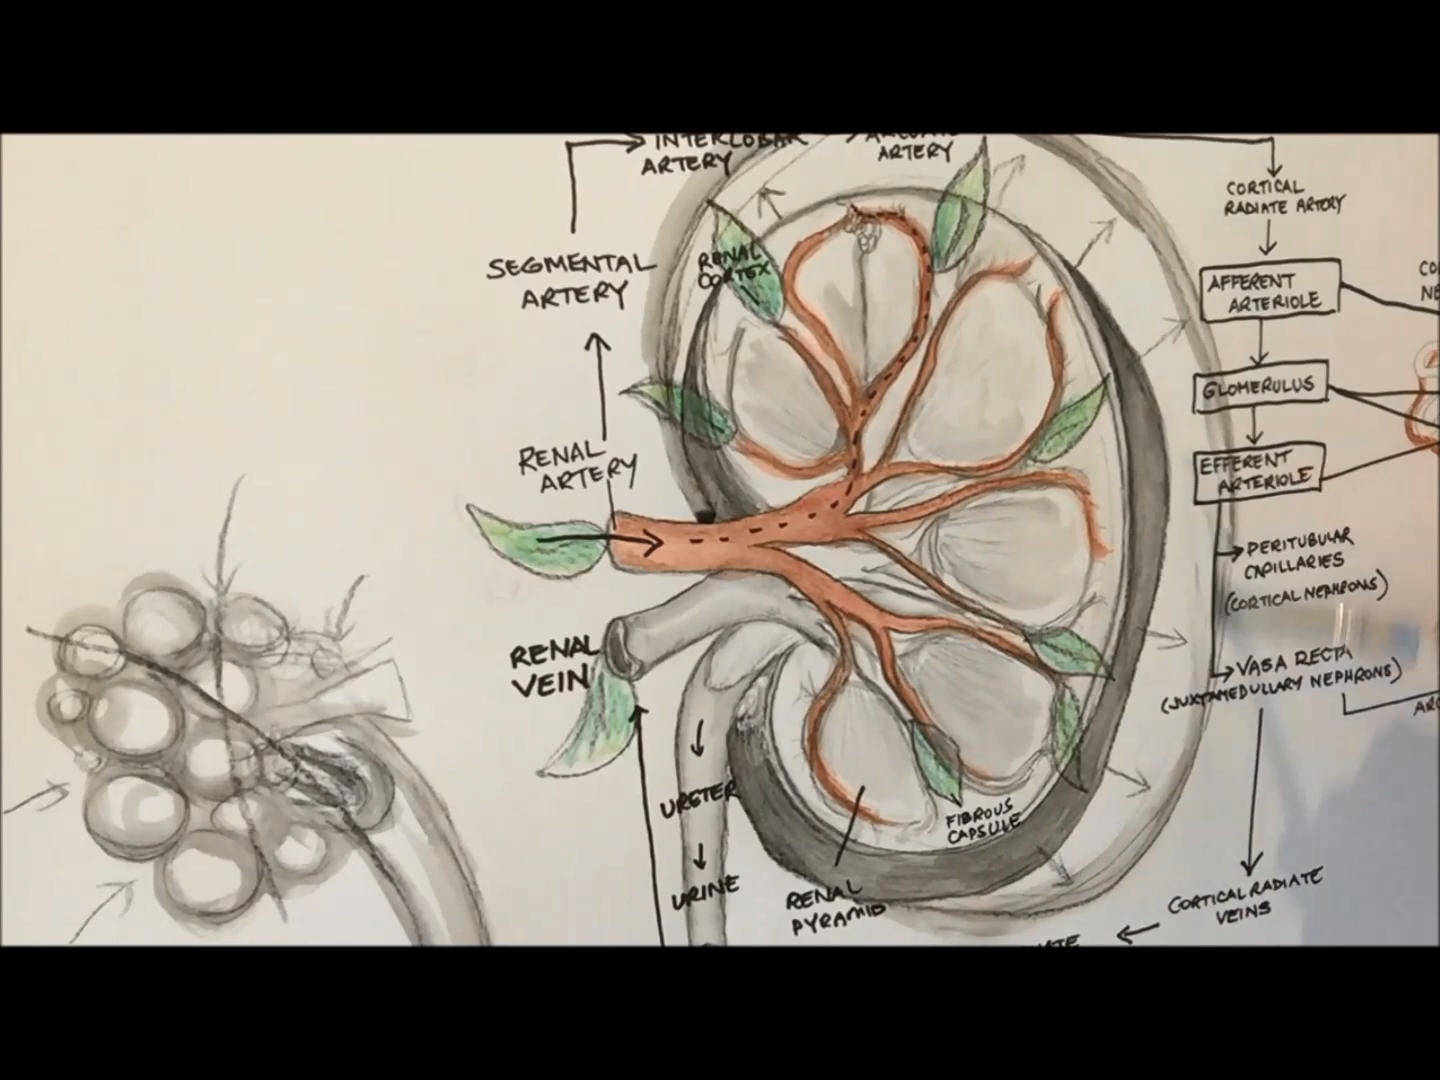 INTERLOBAR
ARTERY
ARCUATE
ARTERY
SEGMENTAL
ARTERY
RENAL
CORTEX
RENAL
ARTERY
RENAL
VEIN
URETER
URINE
RENAL
PYRAMID
FIBROUS
CAPSULE
CORTICAL
RADIATE ARTERY
AFFERENT
ARTERIOLE
GLOMERULUS
EFFERENT
ARTERIOLE
PERITUBULAR
CAPILLARIES
(CORTICAL NEPHRONS)
VASA RECTA
(JUXTAMEDULLARY NEPHRONS)
CORTICAL RADIATE
VEINS